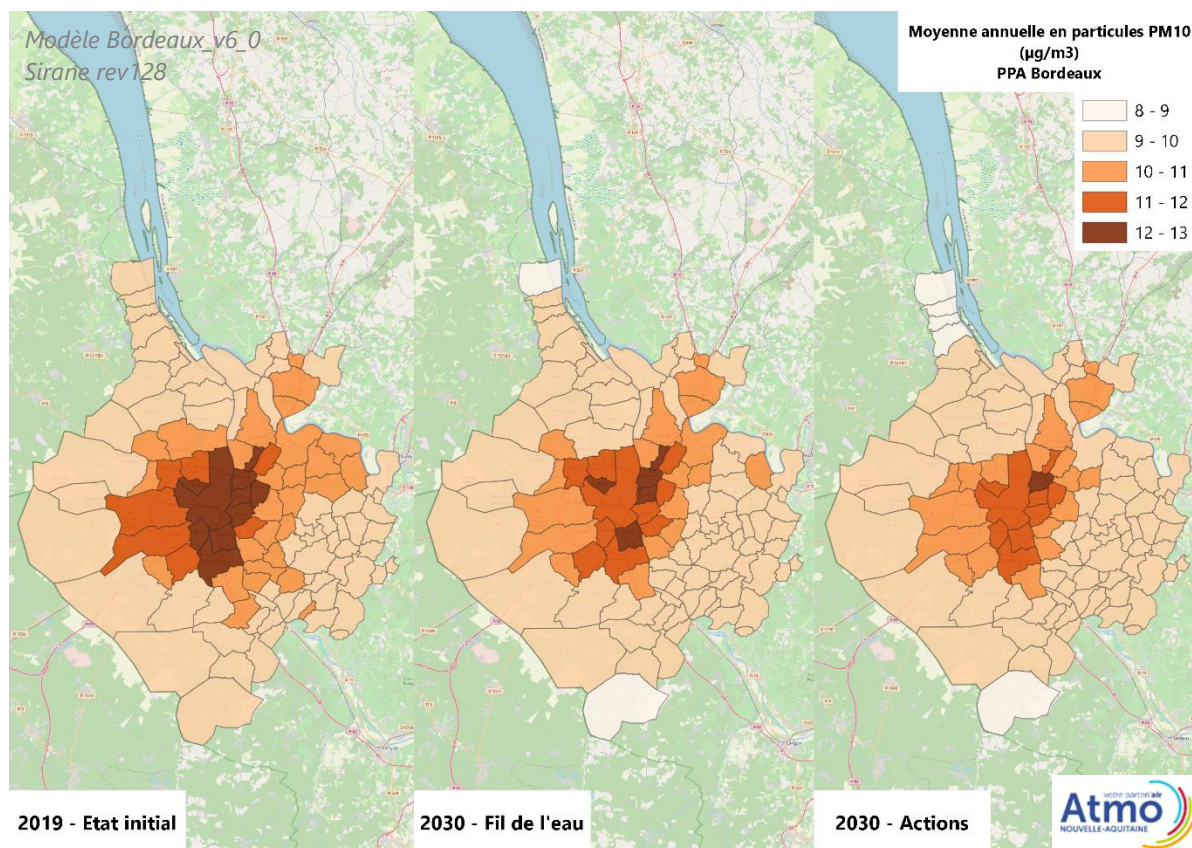 Modèle Bordeaux_v6_0
Sirane rev128
Moyenne annuelle en particules PM10
(µg/m3)
PPA Bordeaux
8 - 9
9 - 10
10 - 11
11 - 12
12 - 13
2019 - Etat initial
2030 - Fil de l'eau
2030 - Actions
votre parten'air
Atmo
NOUVELLE-AQUITAINE